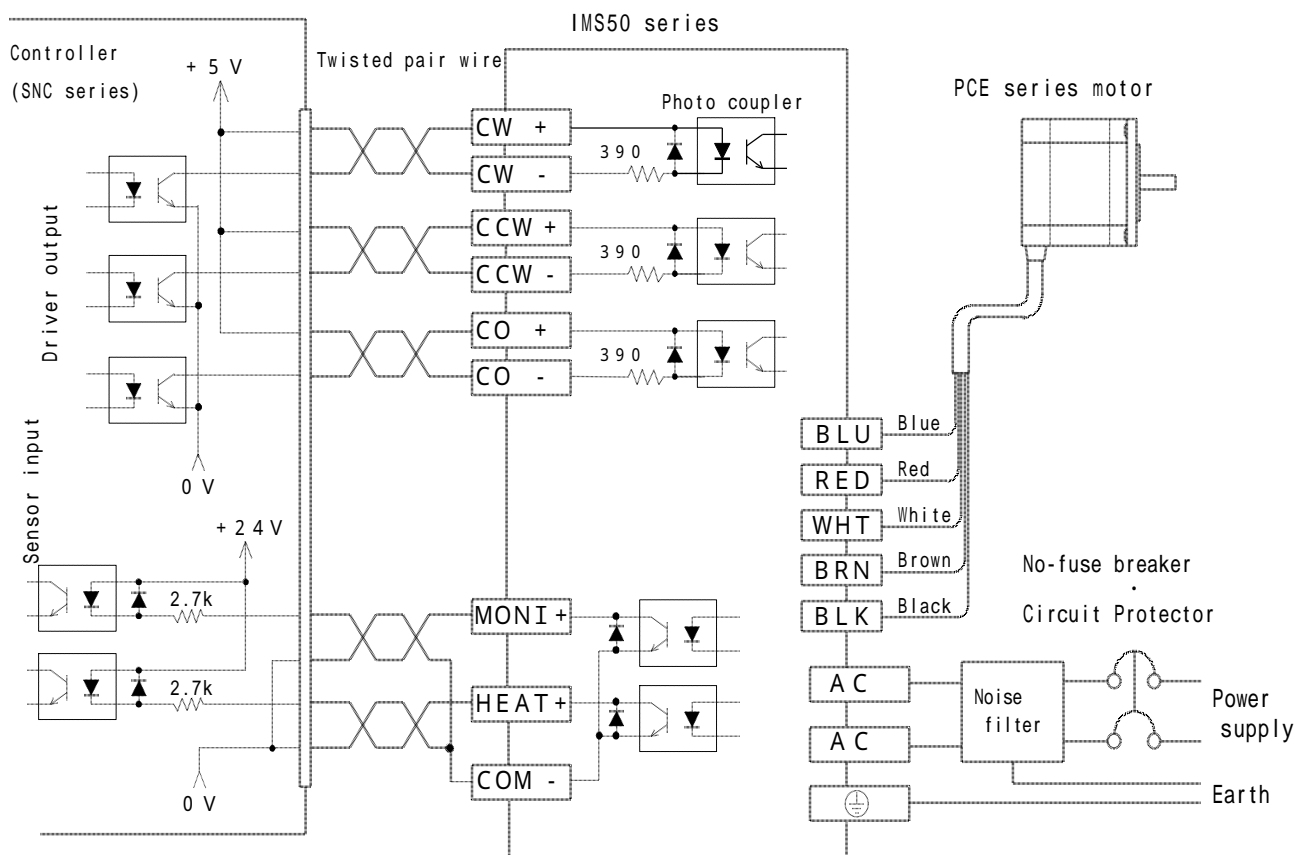 IMS50 series
Controller
(SNC series)
+5V
Twisted pair wire
Photo coupler
PCE series motor
CW +
390
CW -
CCW +
390
CCW -
CO +
390
CO -
Driver output
0V
Sensor input
+24V
2.7k
2.7k
0V
MONI+
HEAT+
COM -
BLU
Blue
RED
Red
WHT
White
BRN
Brown
BLK
Black
No-fuse breaker
・
Circuit Protector
AC
AC
Noise
filter
Power
supply
Earth